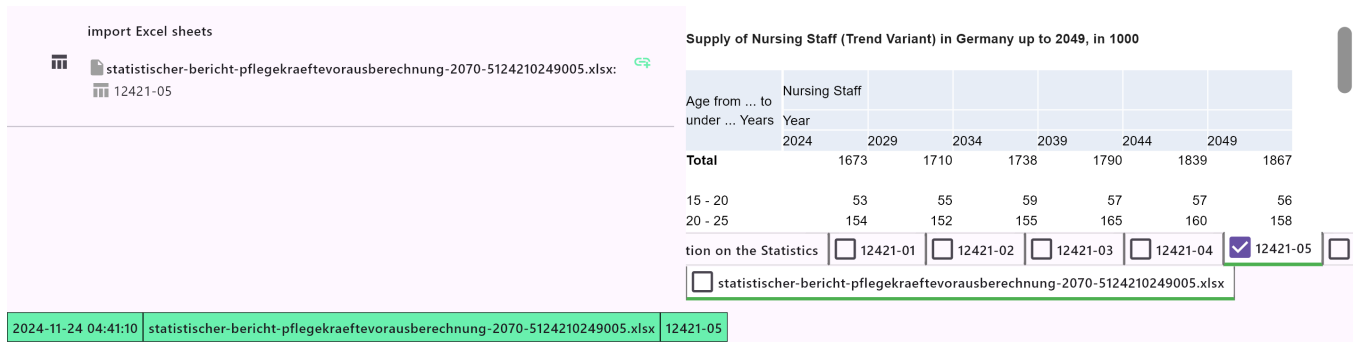 import Excel sheets
statistischer-bericht-pflegekraeftevorausberechnung-2070-5124210249005.xlsx:
12421-05
Supply of Nursing Staff (Trend Variant) in Germany up to 2049, in 1000
Age from ... to under ... Years
Nursing Staff
Year
2024 2029 2034 2039 2044 2049
Total 1673 1710 1738 1790 1839 1867
15 - 20 53 55 59 57 57 56
20 - 25 154 152 155 165 160 158
tion on the Statistics 12421-01 12421-02 12421-03 12421-04 12421-05
statistischer-bericht-pflegekraeftevorausberechnung-2070-5124210249005.xlsx
2024-11-24 04:41:10 statistischer-bericht-pflegekraeftevorausberechnung-2070-5124210249005.xlsx 12421-05